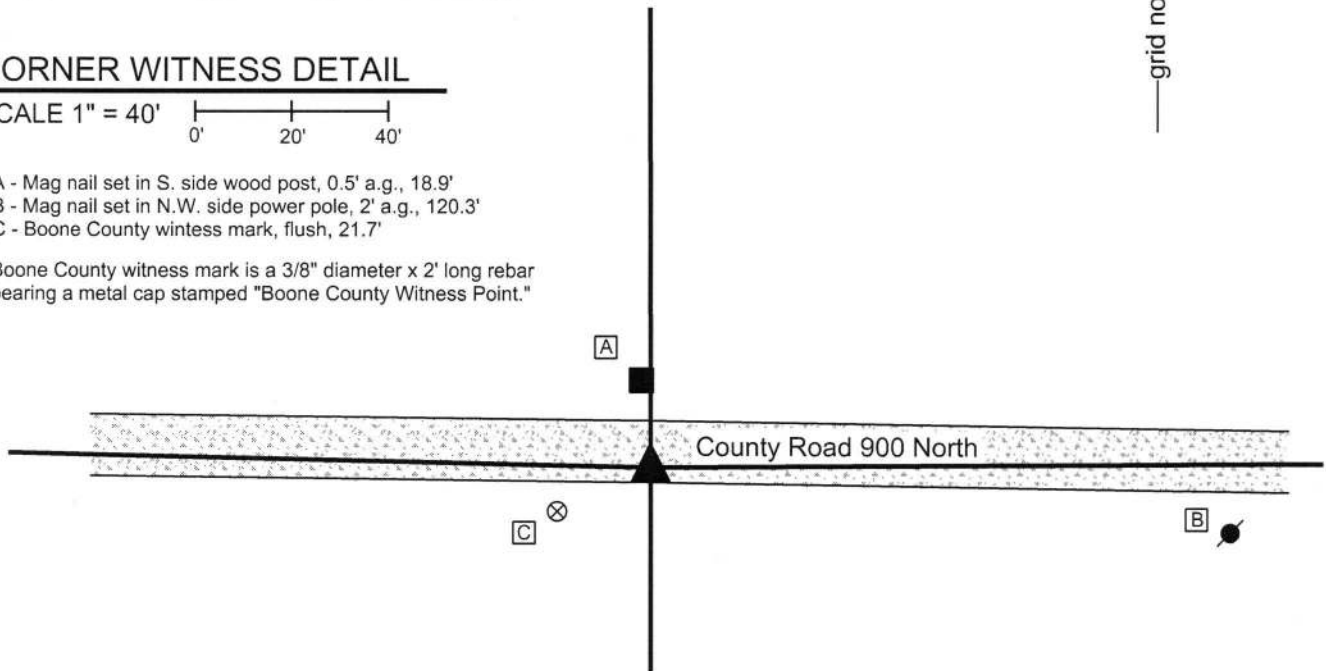 ORNER WITNESS DETAIL
CALE 1" = 40'
0' 20' 40'
A - Mag nail set in S. side wood post, 0.5' a.g., 18.9'
B - Mag nail set in N.W. side power pole, 2' a.g., 120.3'
C - Boone County wintess mark, flush, 21.7'
Boone County witness mark is a 3/8" diameter x 2' long rebar
earing a metal cap stamped "Boone County Witness Point."
grid no
A
County Road 900 North
C
B